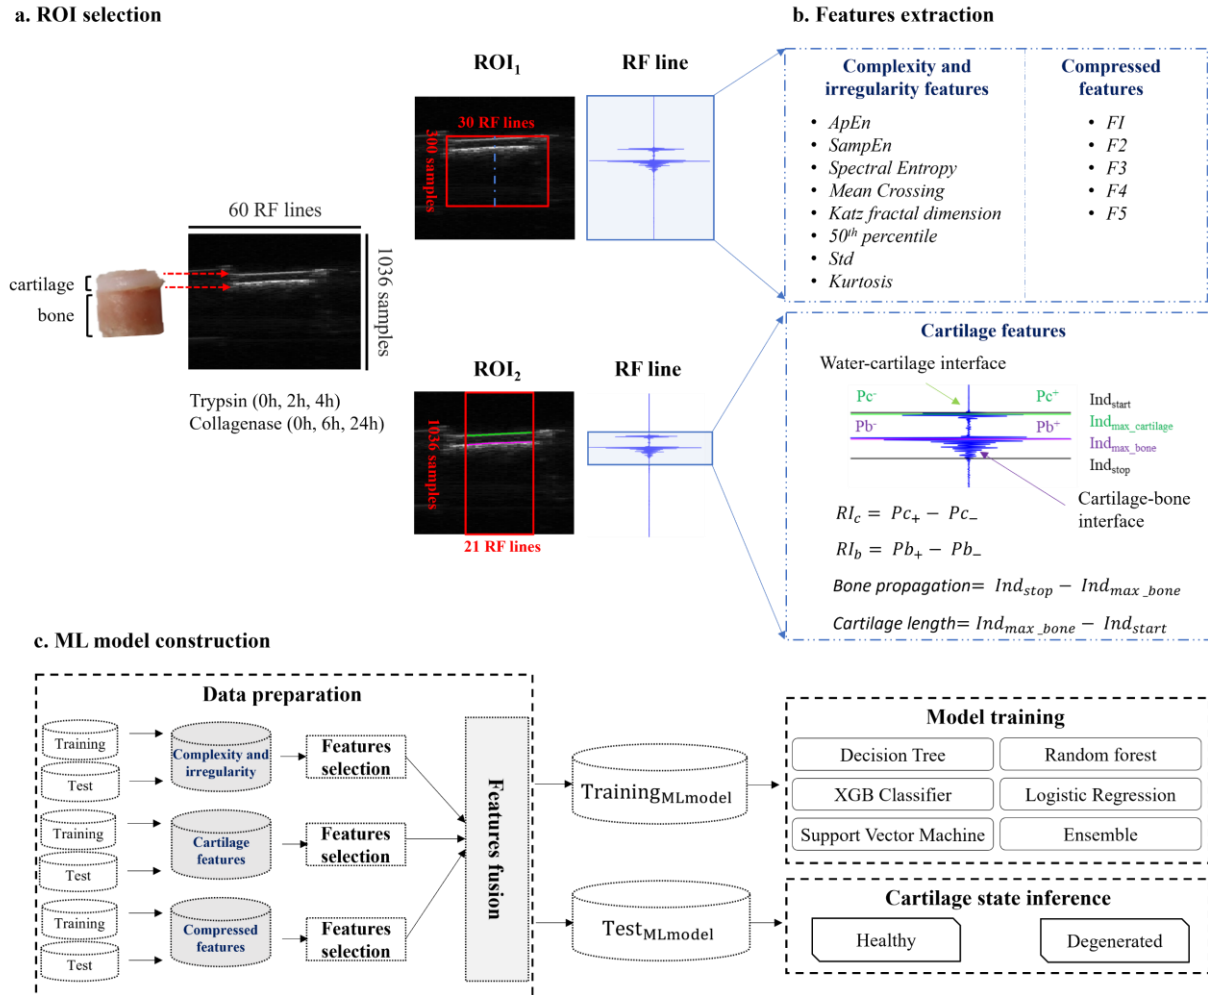 a. ROI selection
b. Features extraction
ROI1
RF line
30 RF lines
300 samples
60 RF lines
1036 samples
cartilage
bone
Trypsin (0h, 2h, 4h)
Collagenase (0h, 6h, 24h)
ROI2
RF line
1036 samples
21 RF lines
Complexity and
irregularity features
• ApEn
• SampEn
• Spectral Entropy
• Mean Crossing
• Katz fractal dimension
• 50th percentile
• Std
• Kurtosis
Compressed
features
• F1
• F2
• F3
• F4
• F5
Cartilage features
Water-cartilage interface
Pc- Pc+ Indstart
Indmax_cartilage
Pb- Pb+ Indmax_bone
Indstop
Cartilage-bone
interface
RIc = Pc+ − Pc−
RIb = Pb+ − Pb−
Bone propagation= Indstop − Indmax_bone
Cartilage length= Indmax_bone − Indstart
c. ML model construction
Data preparation
Training
Test
Complexity and
irregularity
Features
selection
Training
Test
Cartilage
features
Features
selection
Training
Test
Compressed
features
Features
selection
Features fusion
TrainingMLmodel
TestMLmodel
Model training
Decision Tree
Random forest
XGB Classifier
Logistic Regression
Support Vector Machine
Ensemble
Cartilage state inference
Healthy
Degenerated